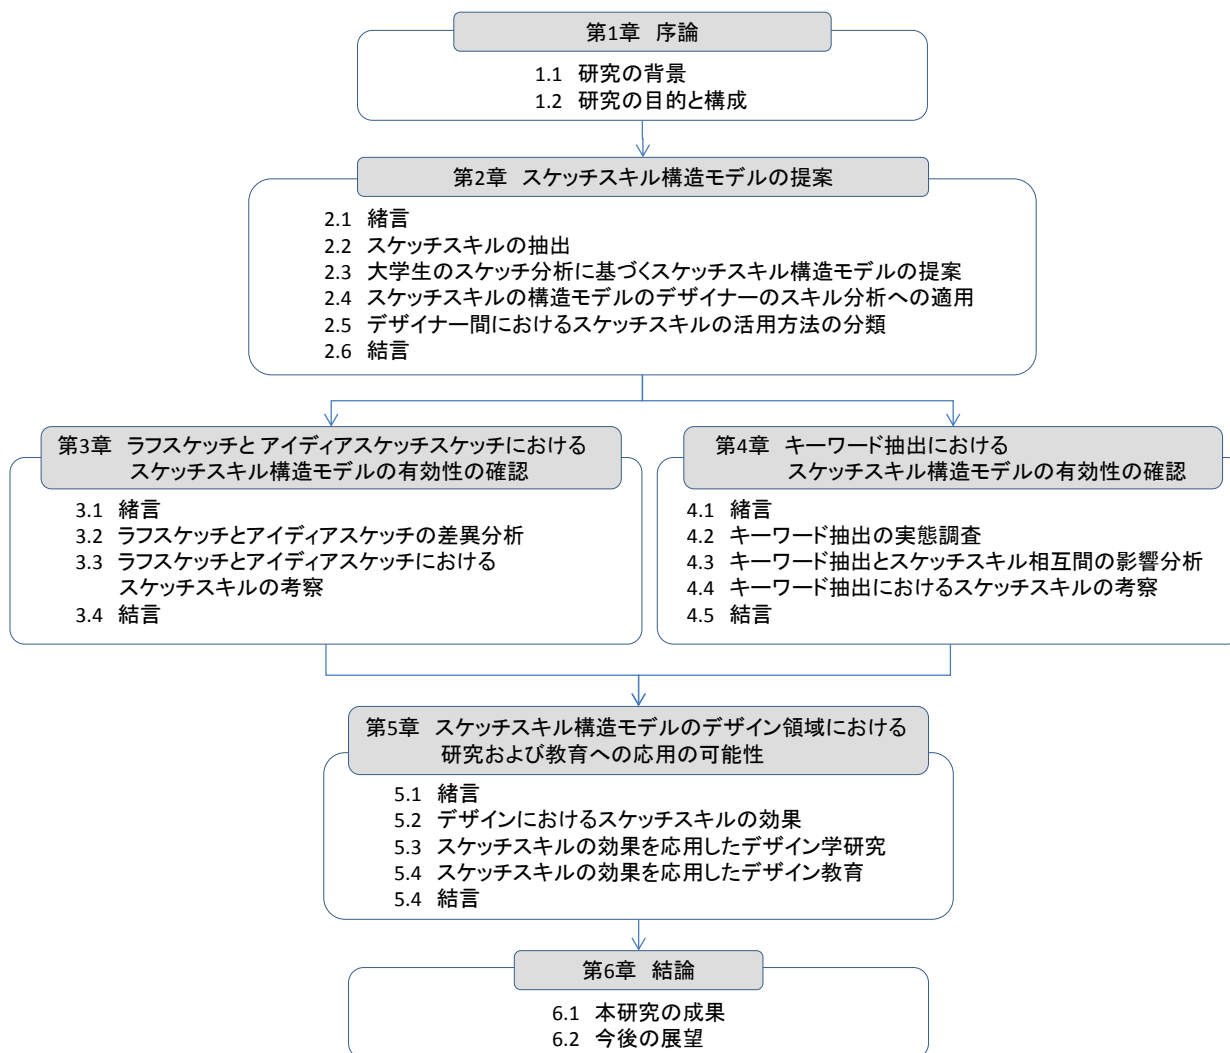 第1章 序論
1.1 研究の背景
1.2 研究の目的と構成
第2章 スケッチスキル構造モデルの提案
2.1 緒言
2.2 スケッチスキルの抽出
2.3 大学生のスケッチ分析に基づくスケッチスキル構造モデルの提案
2.4 スケッチスキルの構造モデルのデザイナーのスキル分析への適用
2.5 デザイナー間におけるスケッチスキルの活用方法の分類
2.6 結言
第3章 ラフスケッチと アイディアスケッチスケッチにおける
スケッチスキル構造モデルの有効性の確認
3.1 緒言
3.2 ラフスケッチとアイディアスケッチの差異分析
3.3 ラフスケッチとアイディアスケッチにおける
スケッチスキルの考察
3.4 結言
第4章 キーワード抽出における
スケッチスキル構造モデルの有効性の確認
4.1 緒言
4.2 キーワード抽出の実態調査
4.3 キーワード抽出とスケッチスキル相互間の影響分析
4.4 キーワード抽出におけるスケッチスキルの考察
4.5 結言
第5章 スケッチスキル構造モデルのデザイン領域における
研究および教育への応用の可能性
5.1 緒言
5.2 デザインにおけるスケッチスキルの効果
5.3 スケッチスキルの効果を応用したデザイン学研究
5.4 スケッチスキルの効果を応用したデザイン教育
5.4 結言
第6章 結論
6.1 本研究の成果
6.2 今後の展望